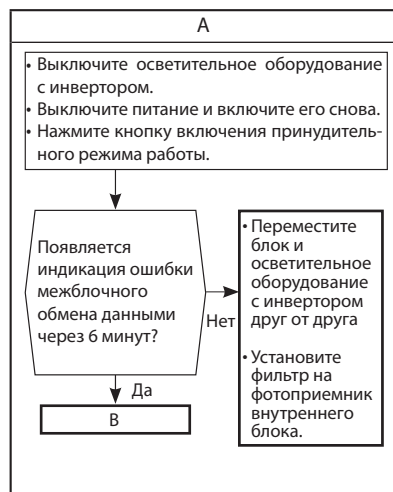 A
• Выключите осветительное оборудование
с инвертором.
• Выключите питание и включите его снова.
• Нажмите кнопку включения принудитель-
ного режима работы.
Появляется
индикация ошибки
межблочного
обмена данными
через 6 минут?
Нет
Да
B
• Переместите
блок и
осветительное
оборудование
с инвертором
друг от друга
• Установите
фильтр на
фотоприемник
внутреннего
блока.